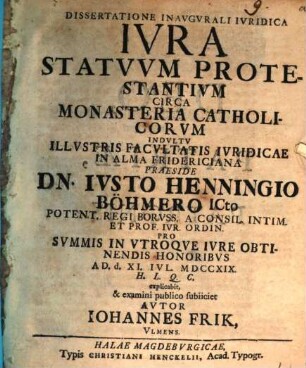 9.
DISSERTATIONE INAVGVRALI IVRIDICA
IVRA
STATVVM PROTE-
STANTIVM
CIRCA
MONASTERIA CATHOLI-
CORVM
INDVLTV
ILLVSTRIS FACVLTATIS IVRIDICAE
IN ALMA FRIDERICIANA
PRAESIDE
DN. IVSTO HENNINGIO
BÖHMERO ICto
POTENT. REGI BORVSS. A CONSIL. INTIM.
ET PROF. IVR. ORDIN.
PRO
SVMMIS IN VTROQVE IVRE OBTI-
NENDIS HONORIBVS
AD. d. XI. IVL. MDCCXIX.
H. L. Q. C.
explicabit,
& examini publico subiiciet
AVTOR
IOHANNES FRIK,
VLMENS.
HALAE MAGDEBVRGICAE,
Typis CHRISTIANI HENCKELII, Acad. Typogr.